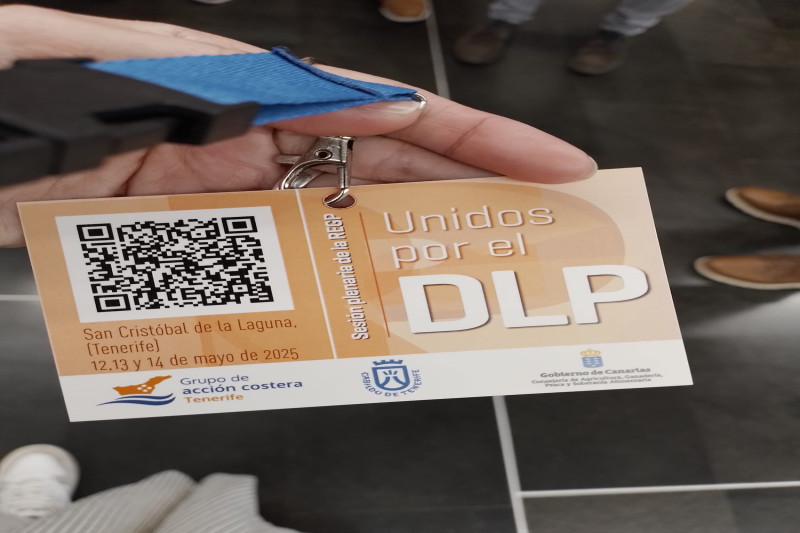 Unidos
por el
DLP
Sesión plenaria de la REGP
San Cristóbal de la Laguna,
(Tenerife)
12,13 y 14 de mayo de 2025
Grupo de
acción costera
Tenerife
CABILDO DE TENERIFE
Gobierno de Canarias
Consejería de Agricultura, Ganadería,
Pesca y Soberanía Alimentaria